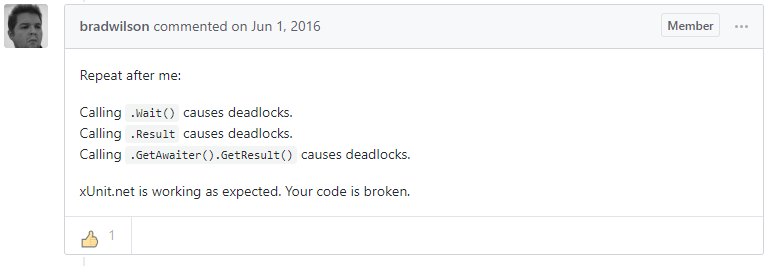 bradwilson commented on Jun 1, 2016
Member
Repeat after me:
Calling .Wait() causes deadlocks.
Calling .Result causes deadlocks.
Calling .GetAwaiter().GetResult() causes deadlocks.
xUnit.net is working as expected. Your code is broken.
1